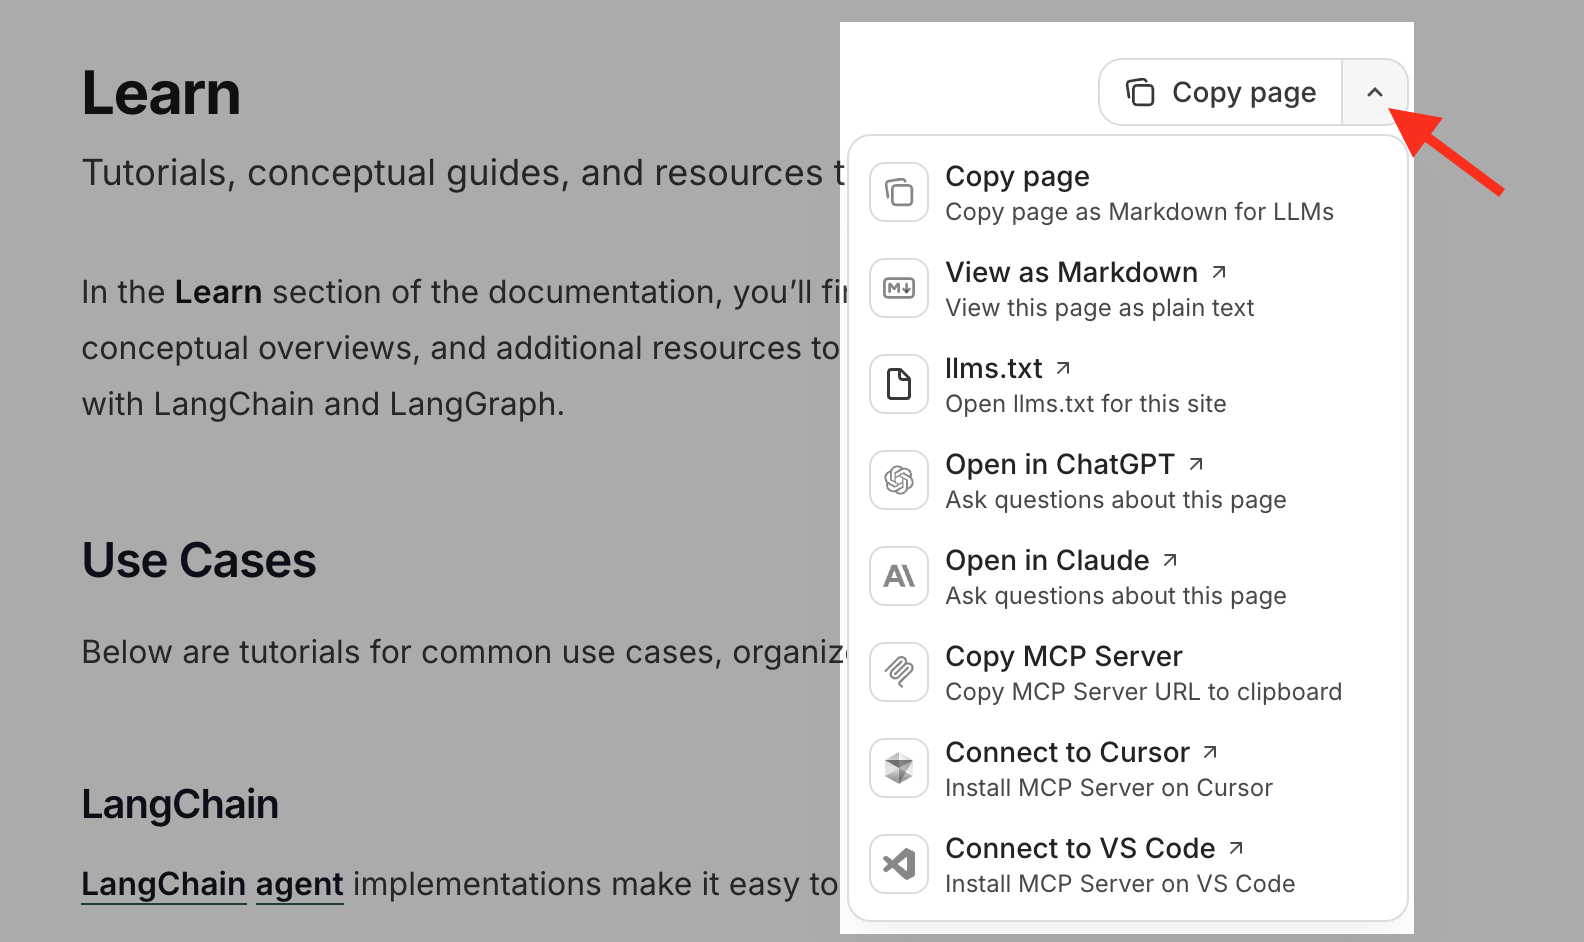 Learn
Tutorials, conceptual guides, and resources
In the Learn section of the documentation, you'll
conceptual overviews, and additional resources to
with LangChain and LangGraph.
Use Cases
Below are tutorials for common use cases,
LangChain
LangChain agent implementations make it easy to
Copy page
Copy page
Copy page as Markdown for LLMs
View as Markdown
View this page as plain text
llms.txt
Open llms.txt for this site
Open in ChatGPT
Ask questions about this page
Open in Claude
Ask questions about this page
Copy MCP Server
Copy MCP Server URL to clipboard
Connect to Cursor
Install MCP Server on Cursor
Connect to VS Code
Install MCP Server on VS Code